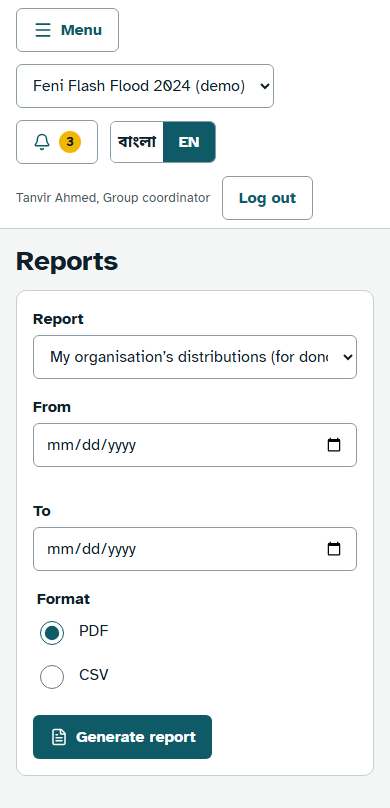 Menu
Feni Flash Flood 2024 (demo)
3
বাংলা EN
Tanvir Ahmed, Group coordinator Log out
Reports
Report
My organisation's distributions (for
From
mm/dd/yyyy
To
mm/dd/yyyy
Format
PDF
CSV
Generate report